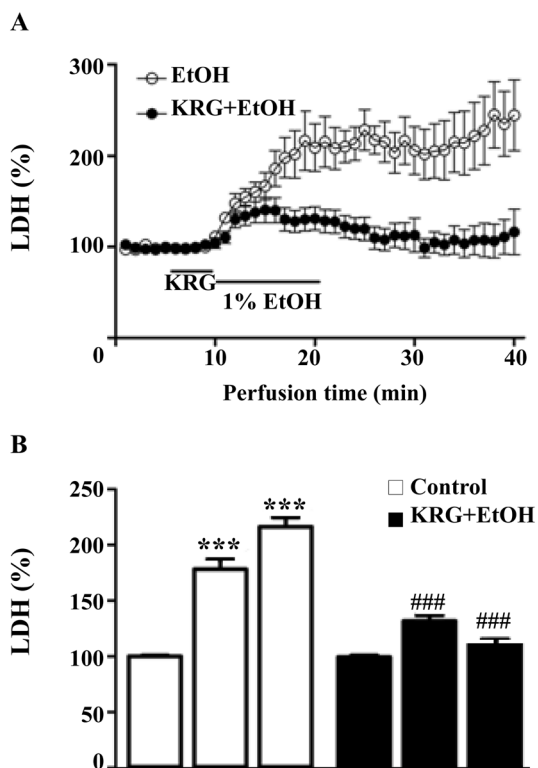 A
300
EtOH
KRG+EtOH
200
LDH (%)
100
KRG
1% EtOH
0
10
20
30
40
Perfusion time (min)
B
250
Control
KRG+EtOH
***
***
200
LDH (%)
150
###
###
100
50
0